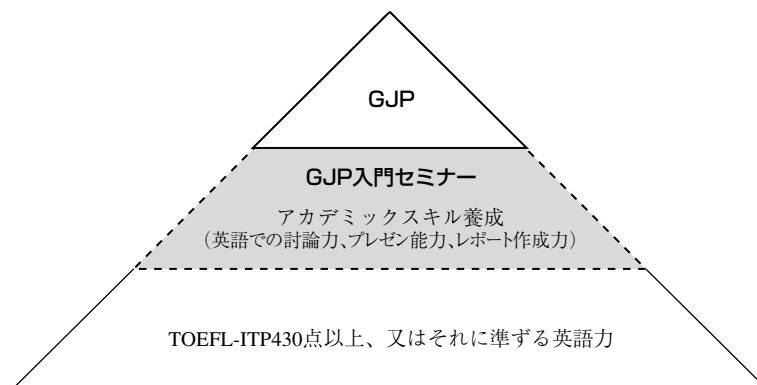 GJP
GJP入門セミナー
アカデミックスキル養成
（英語での討論力、プレゼン能力、レポート作成力）
TOEFL-ITP430点以上、又はそれに準ずる英語力